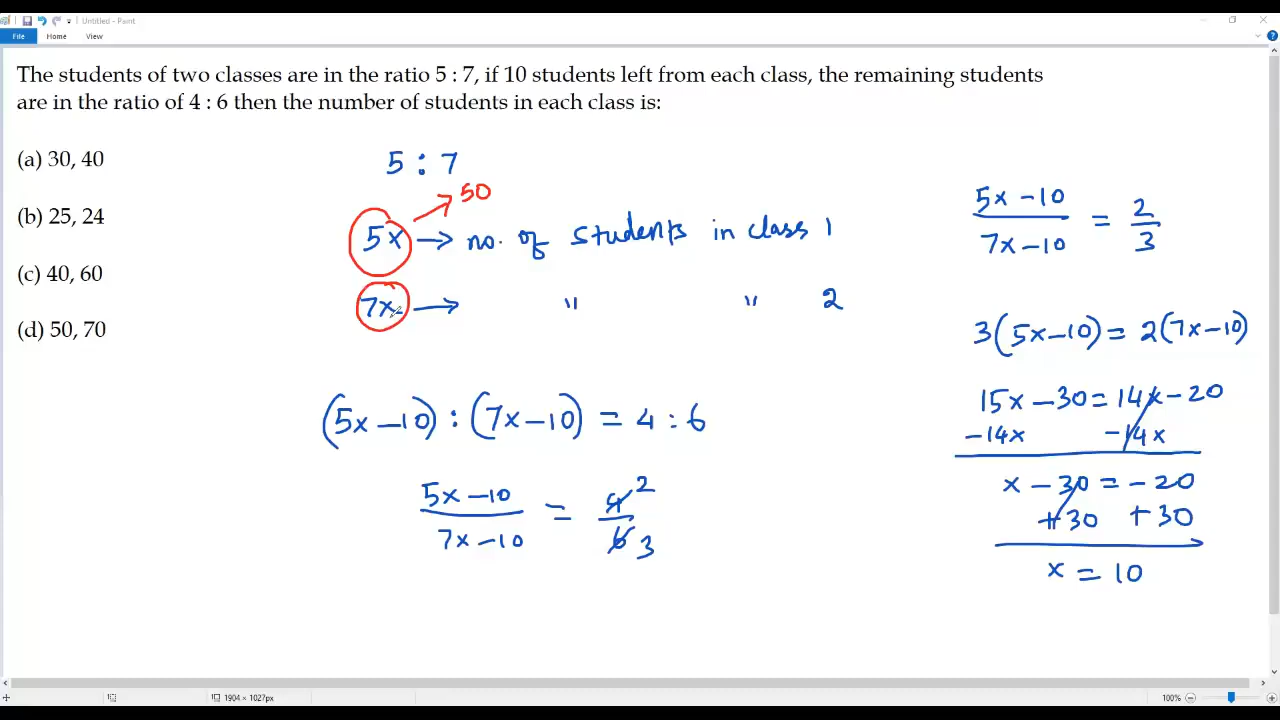 Untitled - Paint
File Home View
The students of two classes are in the ratio 5 : 7, if 10 students left from each class, the remaining students
are in the ratio of 4 : 6 then the number of students in each class is:
(a) 30, 40
(b) 25, 24
(c) 40, 60
(d) 50, 70
5 : 7
50
5x → no. of students in class 1
7x → " " 2
(5x – 10) : (7x – 10) = 4 : 6
5x – 10 = 4 2
7x – 10 6 3
5x – 10 = 2
7x – 10 3
3(5x – 10) = 2(7x – 10)
15x – 30 = 14x – 20
–14x –14x
x – 30 = – 20
+30 +30
x = 10
1904 × 1027px
100%